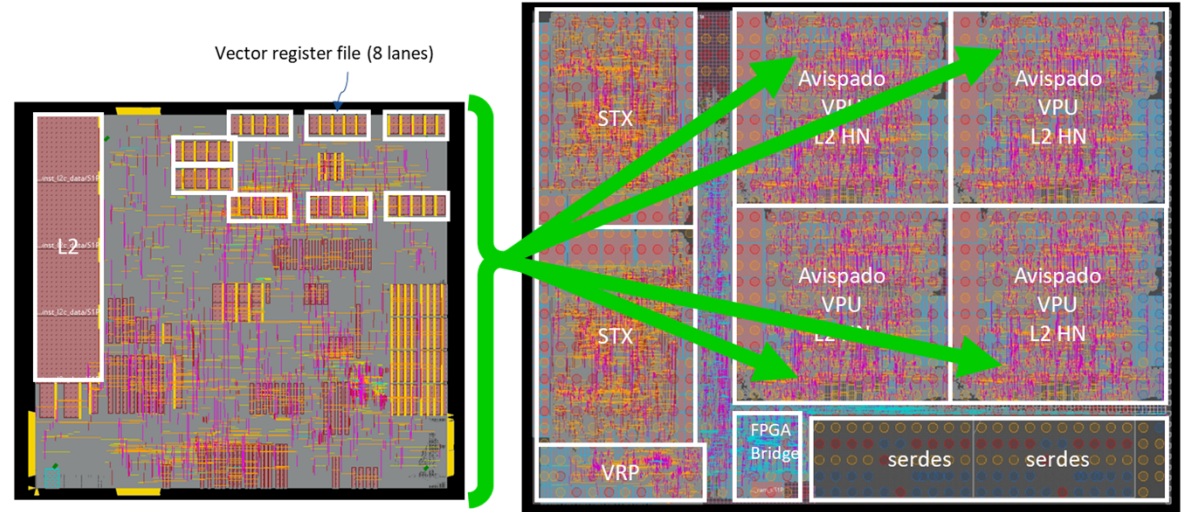 Vector register file (8 lanes)
L2
STX
STX
VRP
Avispado
VPU
L2 HN
Avispado
VPU
L2 HN
Avispado
VPU
L2 HN
Avispado
VPU
L2 HN
FPGA
Bridge
serdes
serdes